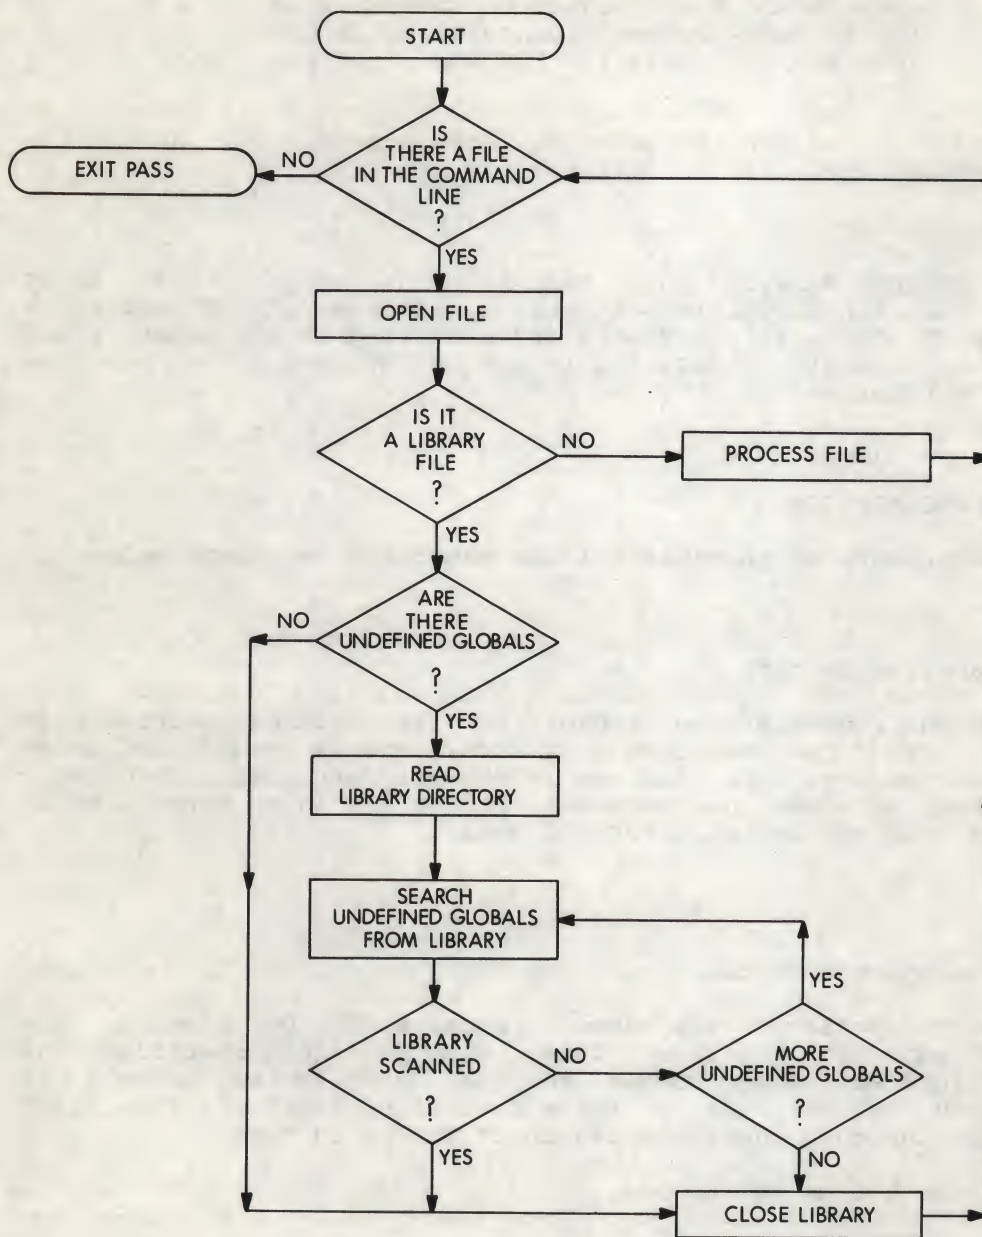 START
IS
THERE A FILE
IN THE COMMAND
LINE
?
NO
EXIT PASS
YES
OPEN FILE
IS IT
A LIBRARY
FILE
?
NO
PROCESS FILE
YES
ARE
THERE
UNDEFINED GLOBALS
?
NO
YES
READ
LIBRARY DIRECTORY
SEARCH
UNDEFINED GLOBALS
FROM LIBRARY
YES
LIBRARY
SCANNED
?
NO
MORE
UNDEFINED GLOBALS
?
YES
NO
CLOSE LIBRARY